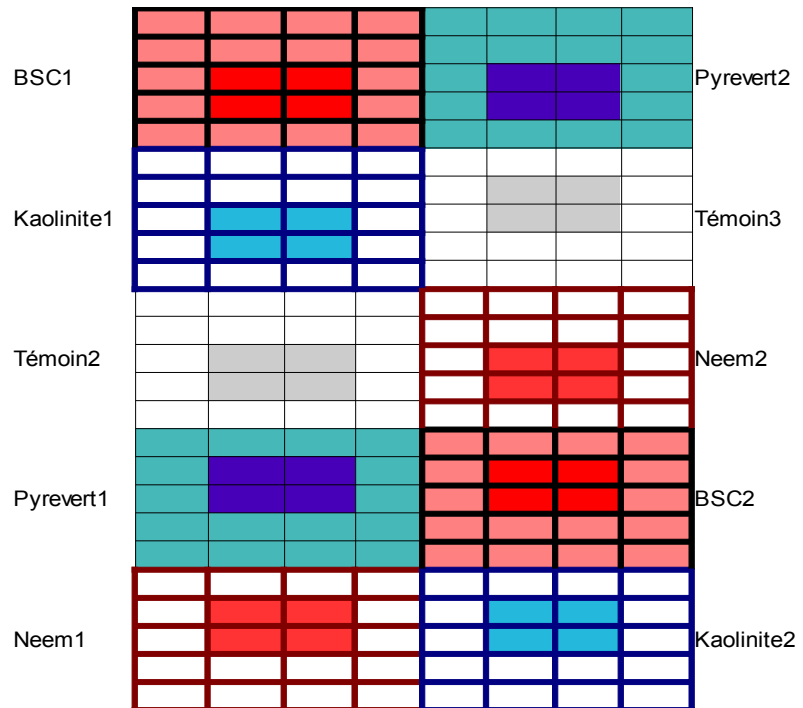 BSC1
Pyrevert2
Kaolinite1
Témoin3
Témoin2
Neem2
Pyrevert1
BSC2
Neem1
Kaolinite2